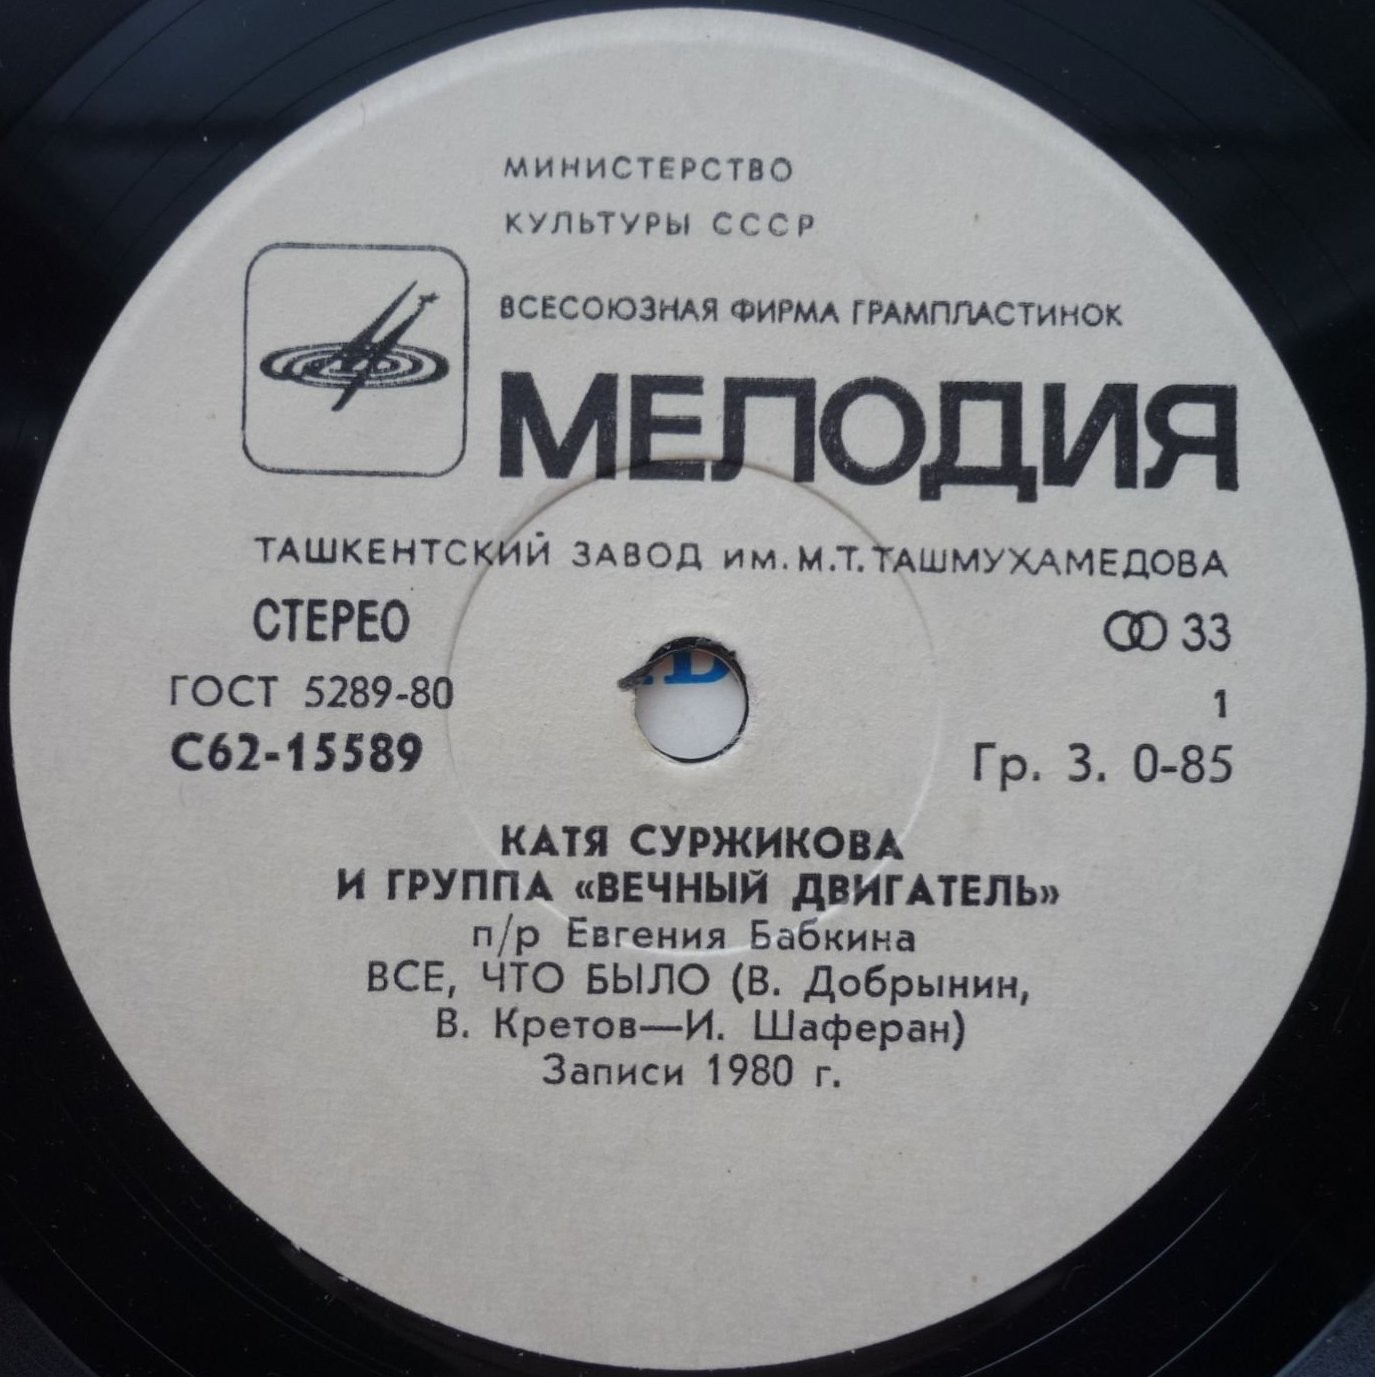 МИНИСТЕРСТВО
КУЛЬТУРЫ СССР
ВСЕСОЮЗНАЯ ФИРМА ГРАМПЛАСТИНОК
МЕЛОДИЯ
ТАШКЕНТСКИЙ ЗАВОД им. М.Т. ТАШМУХАМЕДОВА
СТЕРЕО 33
ГОСТ 5289-80 1
С62-15589 Гр. 3. 0-85
КАТЯ СУРЖИКОВА
И ГРУППА «ВЕЧНЫЙ ДВИГАТЕЛЬ»
п/р Евгения Бабкина
ВСЕ, ЧТО БЫЛО (В. Добрынин,
В. Кретов—И. Шаферан)
Записи 1980 г.